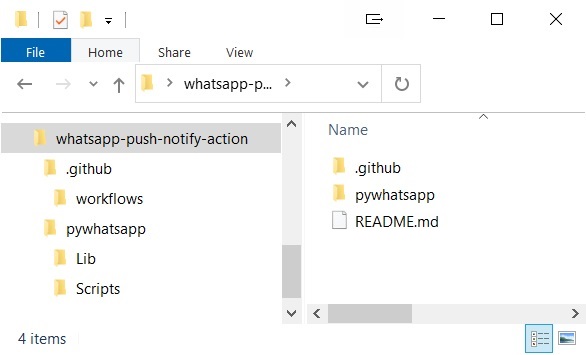 File
Home
Share
View
whatsapp-p...
whatsapp-push-notify-action
.github
workflows
pywhatsapp
Lib
Scripts
Name
.github
pywhatsapp
README.md
4 items